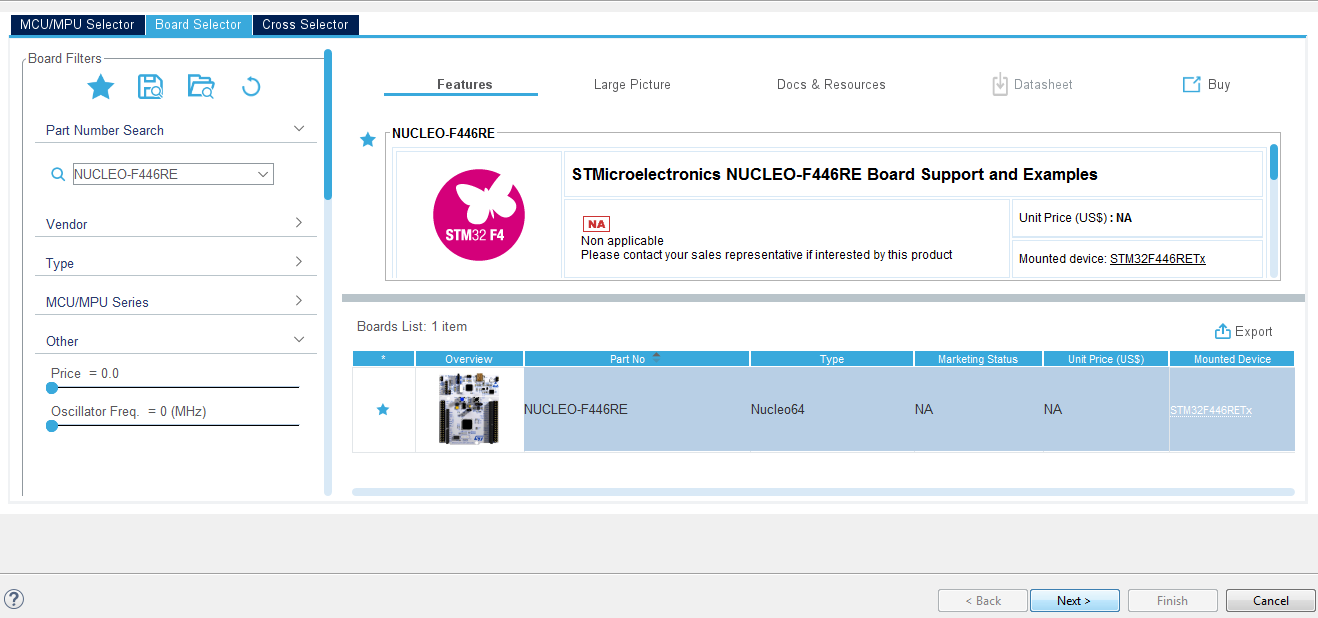 MCU/MPU Selector Board Selector Cross Selector
Board Filters
Part Number Search
NUCLEO-F446RE
Vendor
Type
MCU/MPU Series
Other
Price = 0.0
Oscillator Freq. = 0 (MHz)
Features Large Picture Docs & Resources Datasheet Buy
NUCLEO-F446RE
STM32 F4
STMicroelectronics NUCLEO-F446RE Board Support and Examples
NA
Non applicable
Please contact your sales representative if interested by this product
Unit Price (US$) : NA
Mounted device: STM32F446RETx
Boards List: 1 item
Export
* Overview Part No Type Marketing Status Unit Price (US$) Mounted Device
NUCLEO-F446RE Nucleo64 NA NA STM32F446RETx
? < Back Next > Finish Cancel